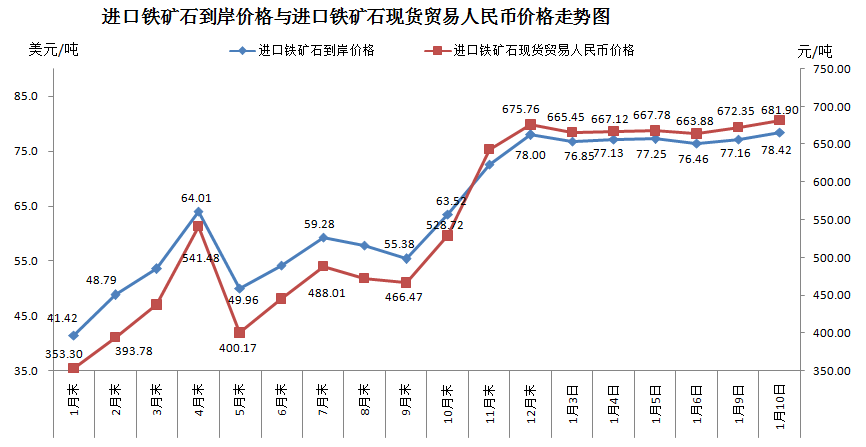 进口铁矿石到岸价格与进口铁矿石现货贸易人民币价格走势图
美元/吨
进口铁矿石到岸价格
进口铁矿石现货贸易人民币价格
元/吨
85.0
75.0
65.0
55.0
45.0
35.0
750.00
700.00
650.00
600.00
550.00
500.00
450.00
400.00
350.00
41.42
48.79
64.01
49.96
59.28
55.38
63.52
78.00
76.85
77.13
77.25
76.46
77.16
78.42
353.30
393.78
541.48
400.17
488.01
466.47
528.72
675.76
665.45
667.12
667.78
663.88
672.35
681.90
1月末
2月末
3月末
4月末
5月末
6月末
7月末
8月末
9月末
10月末
11月末
12月末
1月3日
1月4日
1月5日
1月6日
1月9日
1月10日